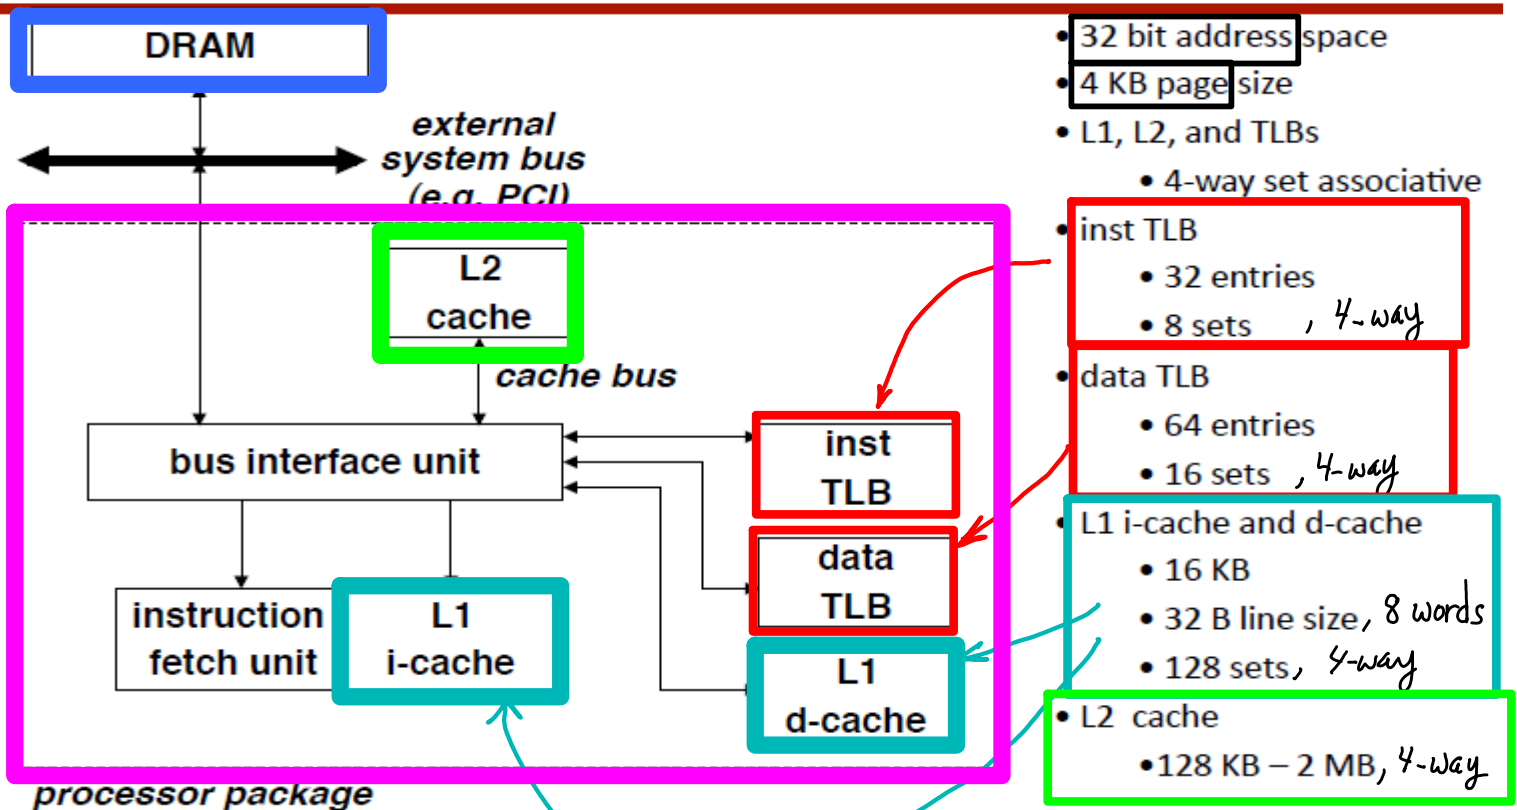 DRAM
external
system bus
(e.g. PCI)
L2
cache
cache bus
bus interface unit
inst
TLB
data
TLB
instruction
fetch unit
L1
i-cache
L1
d-cache
processor package
• 32 bit address space
• 4 KB page size
• L1, L2, and TLBs
• 4-way set associative
• inst TLB
• 32 entries
• 8 sets , 4-way
• data TLB
• 64 entries
• 16 sets , 4-way
• L1 i-cache and d-cache
• 16 KB
• 32 B line size, 8 words
• 128 sets, 4-way
• L2 cache
•128 KB – 2 MB, 4-way